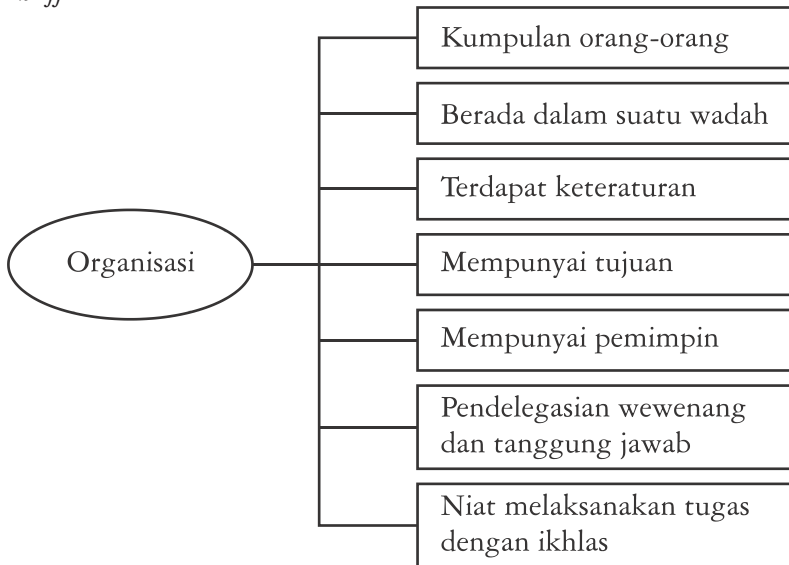 Organisasi
Kumpulan orang-orang
Berada dalam suatu wadah
Terdapat keteraturan
Mempunyai tujuan
Mempunyai pemimpin
Pendelegasian wewenang
dan tanggung jawab
Niat melaksanakan tugas
dengan ikhlas